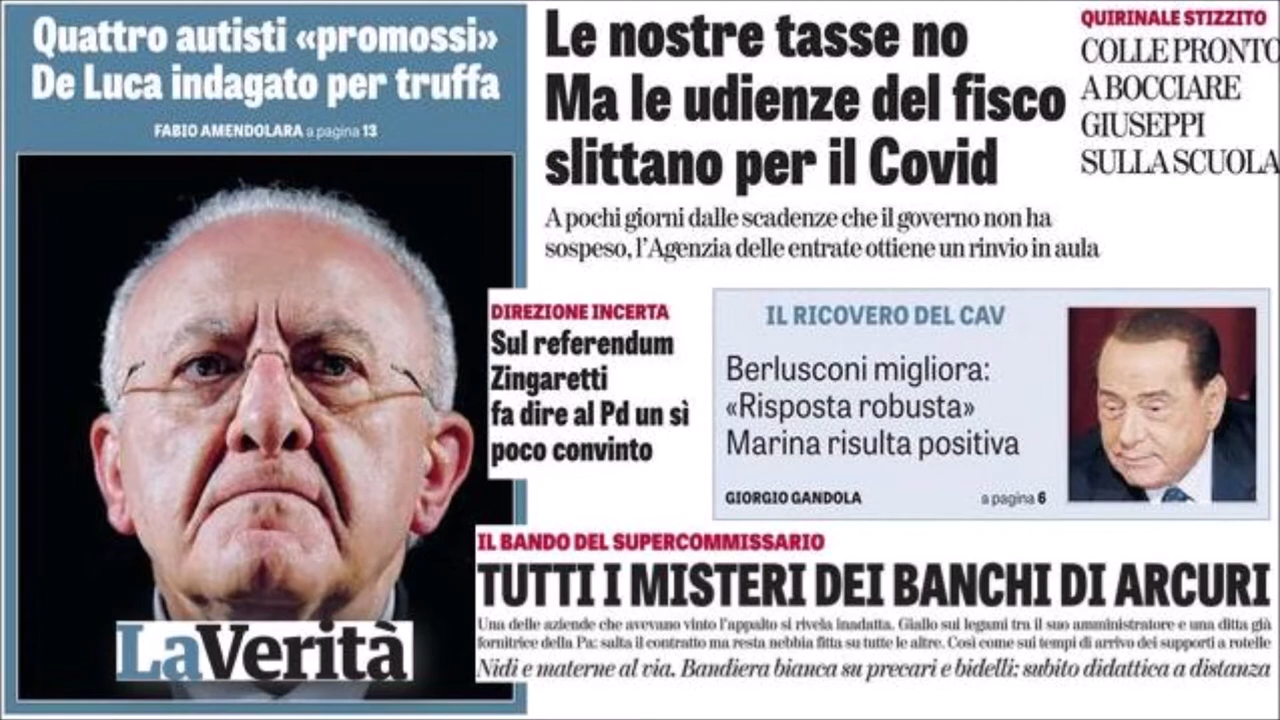 Quattro autisti «promossi»
De Luca indagato per truffa
FABIO AMENDOLARA a pagina 13
LaVerità
Le nostre tasse no
Ma le udienze del fisco
slittano per il Covid
A pochi giorni dalle scadenze che il governo non ha
sospeso, l'Agenzia delle entrate ottiene un rinvio in aula
QUIRINALE STIZZITO
COLLE PRONTO
A BOCCIARE
GIUSEPPI
SULLA SCUOLA
DIREZIONE INCERTA
Sul referendum
Zingaretti
fa dire al Pd un sì
poco convinto
IL RICOVERO DEL CAV
Berlusconi migliora:
«Risposta robusta»
Marina risulta positiva
GIORGIO GANDOLA a pagina 6
IL BANDO DEL SUPERCOMMISSARIO
TUTTI I MISTERI DEI BANCHI DI ARCURI
Una delle aziende che avevano vinto l'appalto si rivela inadatta. Giallo sui legami tra il suo amministratore e una ditta già
fornitrice della Pa: salta il contratto ma resta nebbia fitta su tutte le altre. Così come sui tempi di arrivo dei supporti a rotelle
Nidi e materne al via. Bandiera bianca su precari e bidelli: subito didattica a distanza